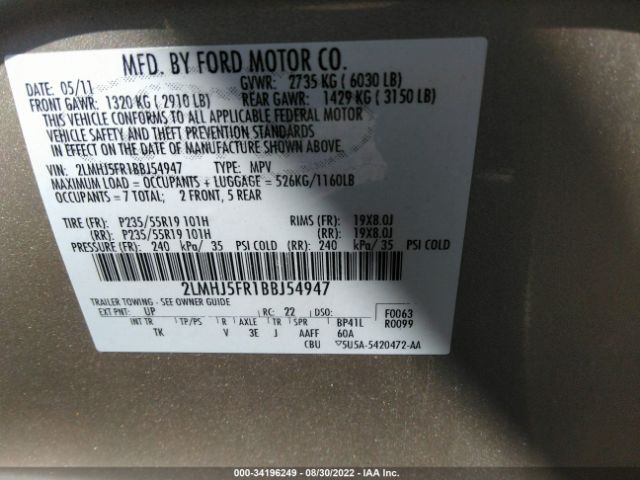 MFD. BY FORD MOTOR CO.
DATE: 05/11 GVWR: 2735 KG ( 6030 LB)
FRONT GAWR: 1320 KG ( 2910 LB) REAR GAWR: 1429 KG ( 3150 LB)
THIS VEHICLE CONFORMS TO ALL APPLICABLE FEDERAL MOTOR
VEHICLE SAFETY AND THEFT PREVENTION STANDARDS
IN EFFECT ON THE DATE OF MANUFACTURE SHOWN ABOVE.
VIN: 2LMHJ5FR1BBJ54947 TYPE: MPV
MAXIMUM LOAD = OCCUPANTS + LUGGAGE = 526KG/1160LB
OCCUPANTS = 7 TOTAL; 2 FRONT, 5 REAR
TIRE (FR): P235/55R19 101H RIMS (FR): 19X8.0J
(RR): P235/55R19 101H (RR): 19X8.0J
PRESSURE (FR): 240 kPa/ 35 PSI COLD (RR): 240 kPa/ 35 PSI COLD
2LMHJ5FR1BBJ54947
TRAILER TOWING - SEE OWNER GUIDE
EXT PNT: UP RC: 22 DSO: F0063
R0099
INT TR TP/PS R AXLE TR SPR BP41L
TK V 3E J AAFF 60A
CBU 5U5A-5420472-AA
000-34196249 - 08/30/2022 - IAA Inc.